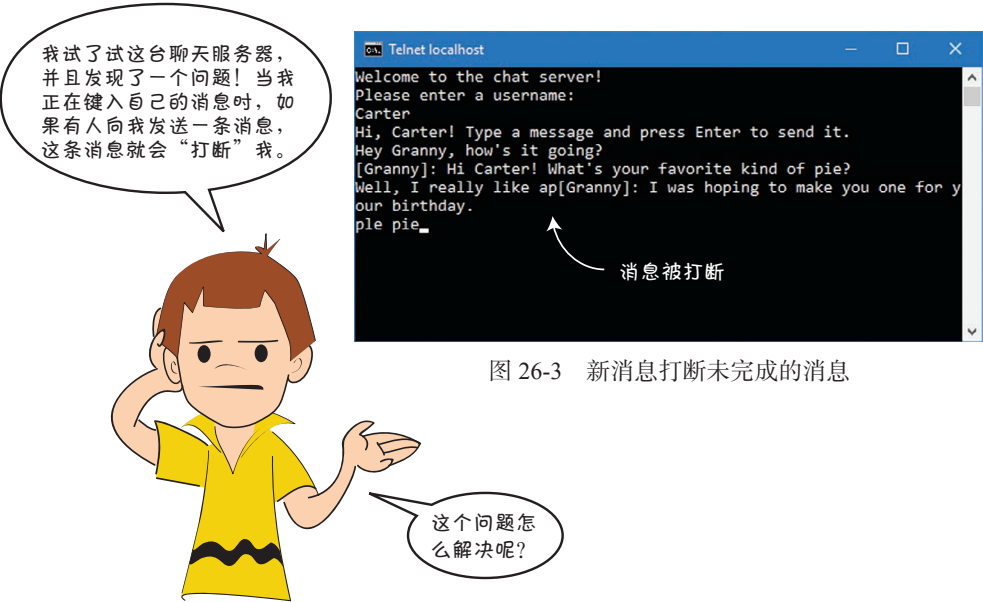 我试了试这台聊天服务器，
并且发现了一个问题！当我
正在键入自己的消息时，如
果有人向我发送一条消息，
这条消息就会“打断”我。
Telnet localhost
Welcome to the chat server!
Please enter a username:
Carter
Hi, Carter! Type a message and press Enter to send it.
Hey Granny, how's it going?
[Granny]: Hi Carter! What's your favorite kind of pie?
Well, I really like ap[Granny]: I was hoping to make you one for y
our birthday.
ple pie
消息被打断
图 26-3 新消息打断未完成的消息
这个问题怎
么解决呢？